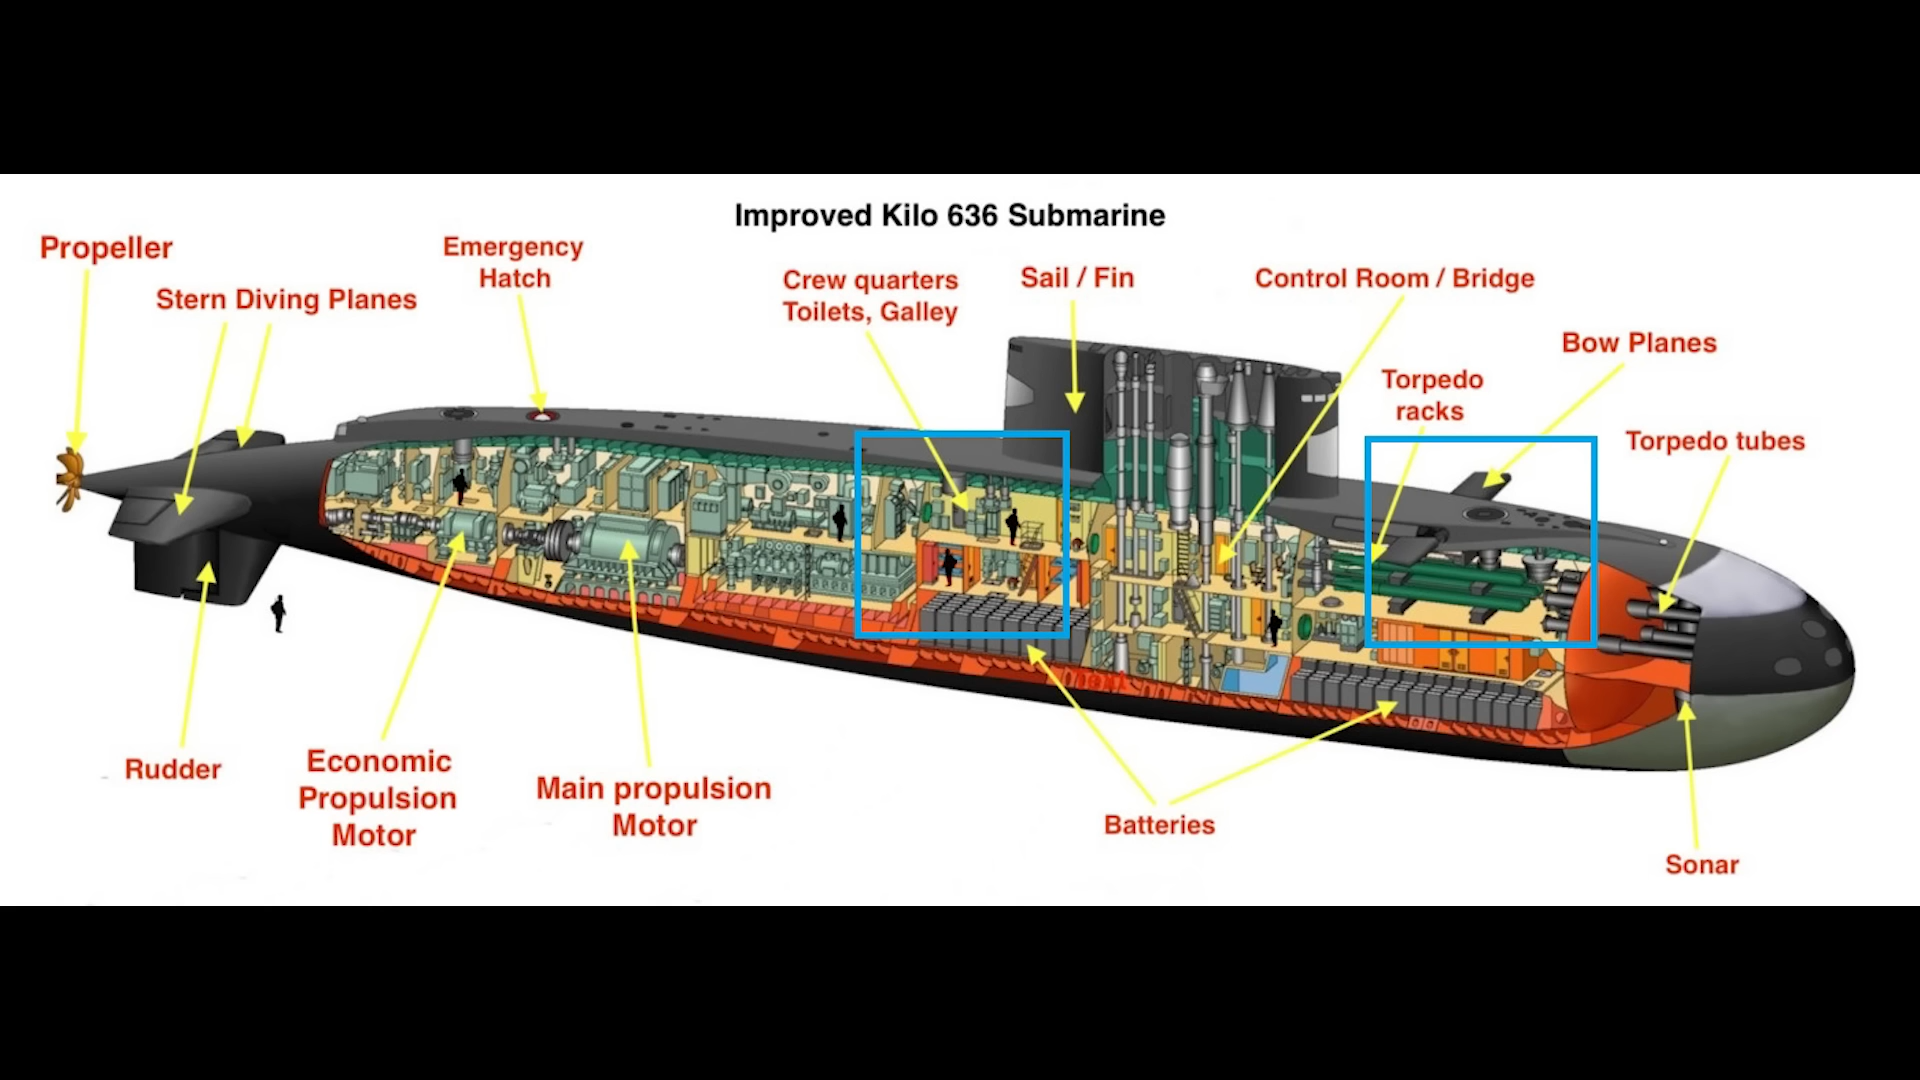 Improved Kilo 636 Submarine
Propeller
Stern Diving Planes
Emergency
Hatch
Crew quarters
Toilets, Galley
Sail / Fin
Control Room / Bridge
Bow Planes
Torpedo
racks
Torpedo tubes
Rudder
Economic
Propulsion
Motor
Main propulsion
Motor
Batteries
Sonar